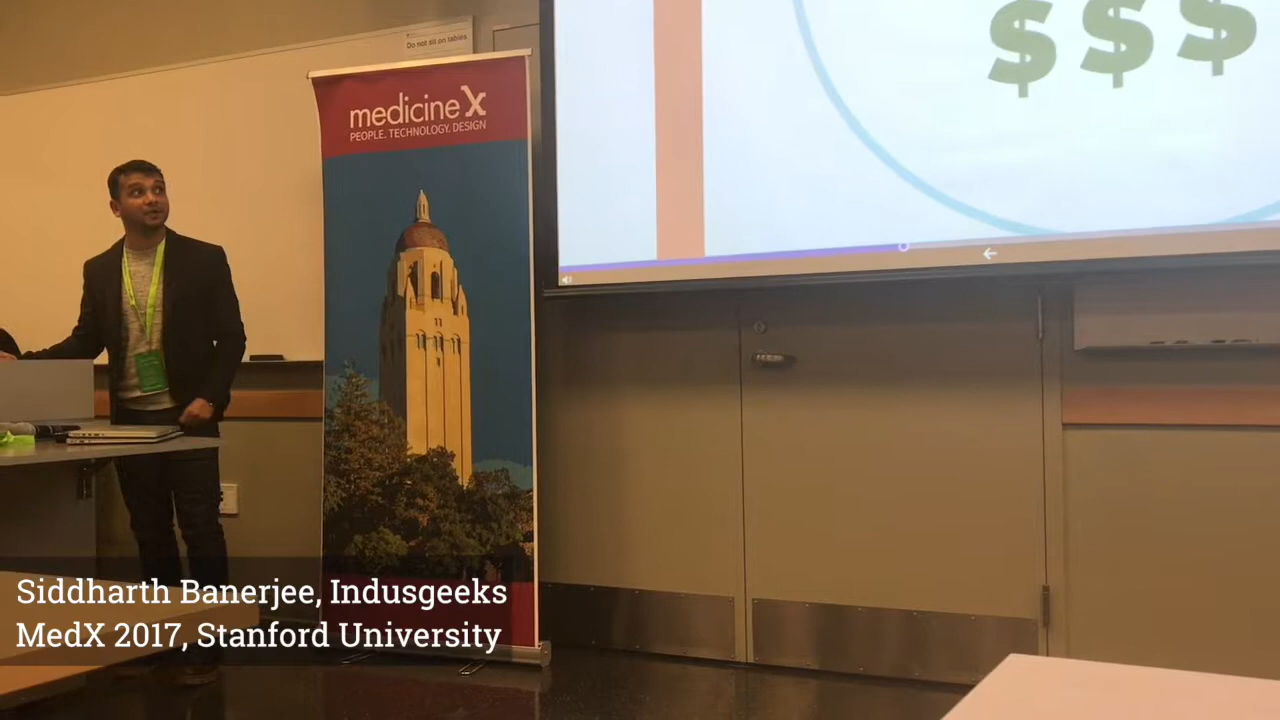 Do not sit on tables
medicine X
PEOPLE. TECHNOLOGY. DESIGN
$$$
Siddharth Banerjee, Indusgeeks
MedX 2017, Stanford University